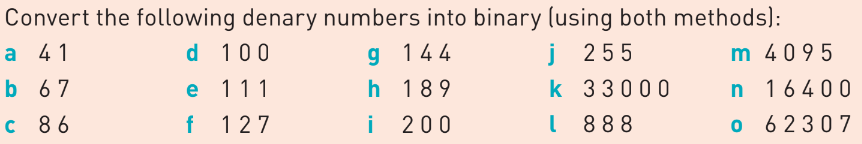 Convert the following denary numbers into binary (using both methods):
a 41 d 100 g 144 j 255 m 4095
b 67 e 111 h 189 k 33000 n 16400
c 86 f 127 i 200 l 888 o 62307